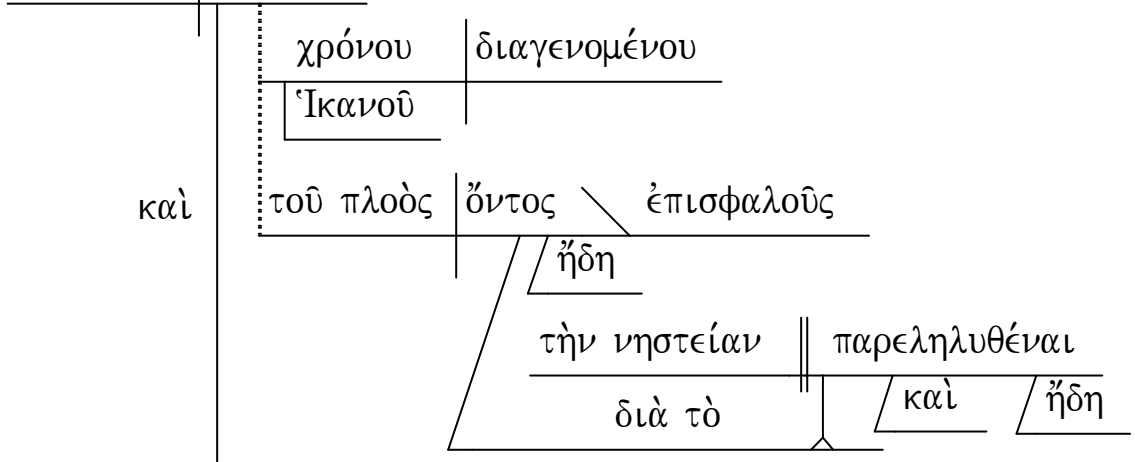 χρόνου διαγενομένου
Ἱκανοῦ
καὶ τοῦ πλοὸς ὄντος ἐπισφαλοῦς
ἤδη
τὴν νηστείαν παρεληλυθέναι
διὰ τὸ καὶ ἤδη